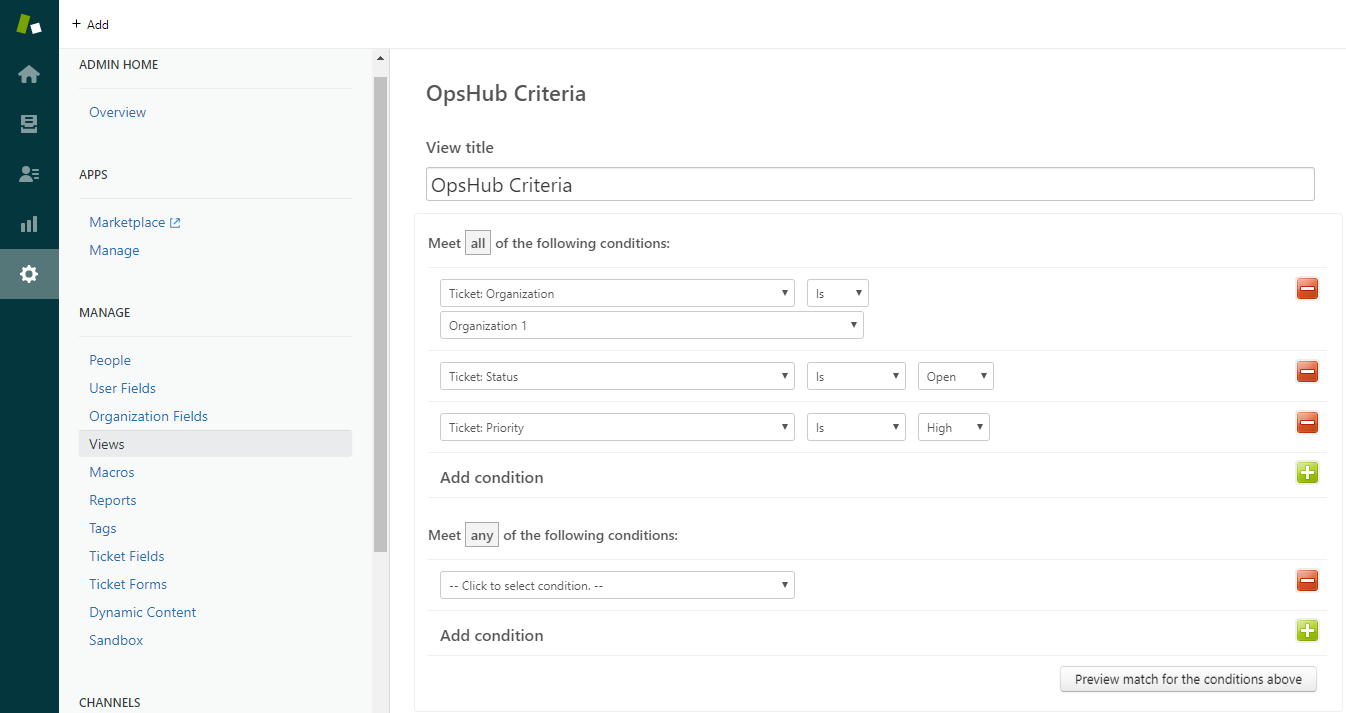 + Add
ADMIN HOME
Overview
APPS
Marketplace
Manage
MANAGE
People
User Fields
Organization Fields
Views
Macros
Reports
Tags
Ticket Fields
Ticket Forms
Dynamic Content
Sandbox
CHANNELS
OpsHub Criteria
View title
OpsHub Criteria
Meet all of the following conditions:
Ticket: Organization Is
Organization 1
Ticket: Status Is Open
Ticket: Priority Is High
Add condition
Meet any of the following conditions:
-- Click to select condition. --
Add condition
Preview match for the conditions above